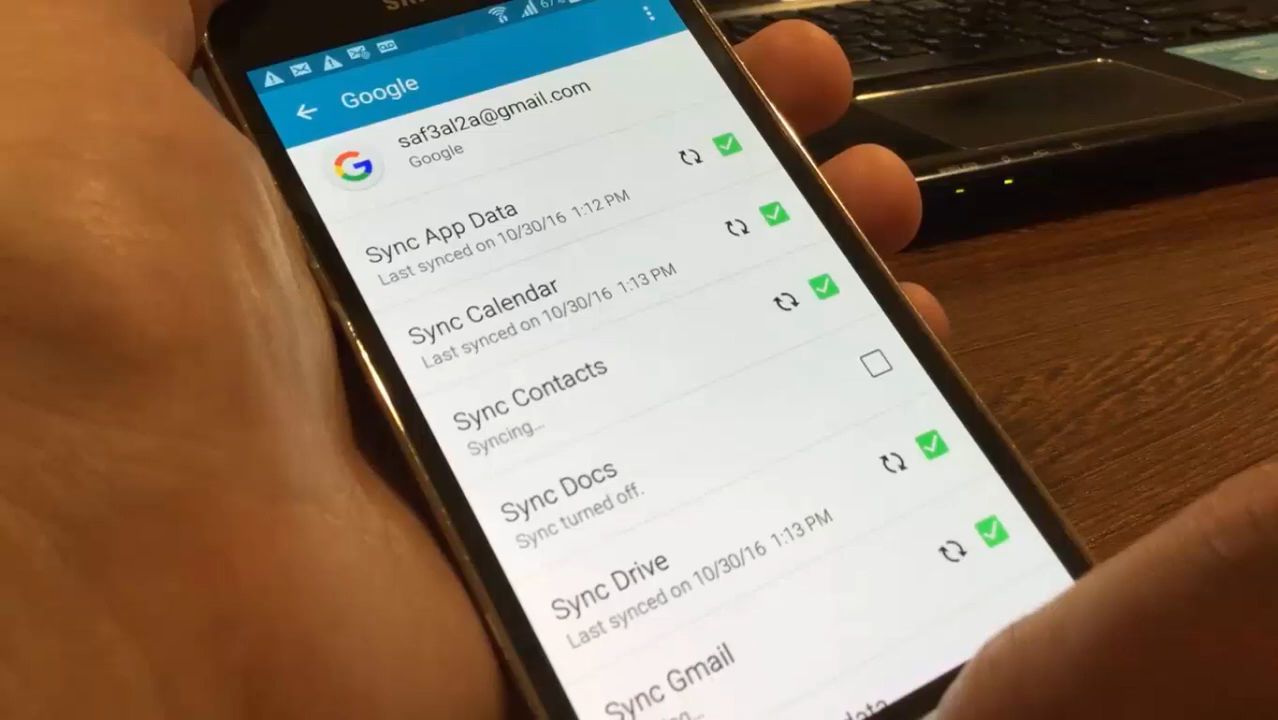 67%
Google
saf3al2a@gmail.com
Google
Sync App Data
Last synced on 10/30/16 1:12 PM
Sync Calendar
Last synced on 10/30/16 1:13 PM
Sync Contacts
Syncing...
Sync Docs
Sync turned off.
Sync Drive
Last synced on 10/30/16 1:13 PM
Sync Gmail